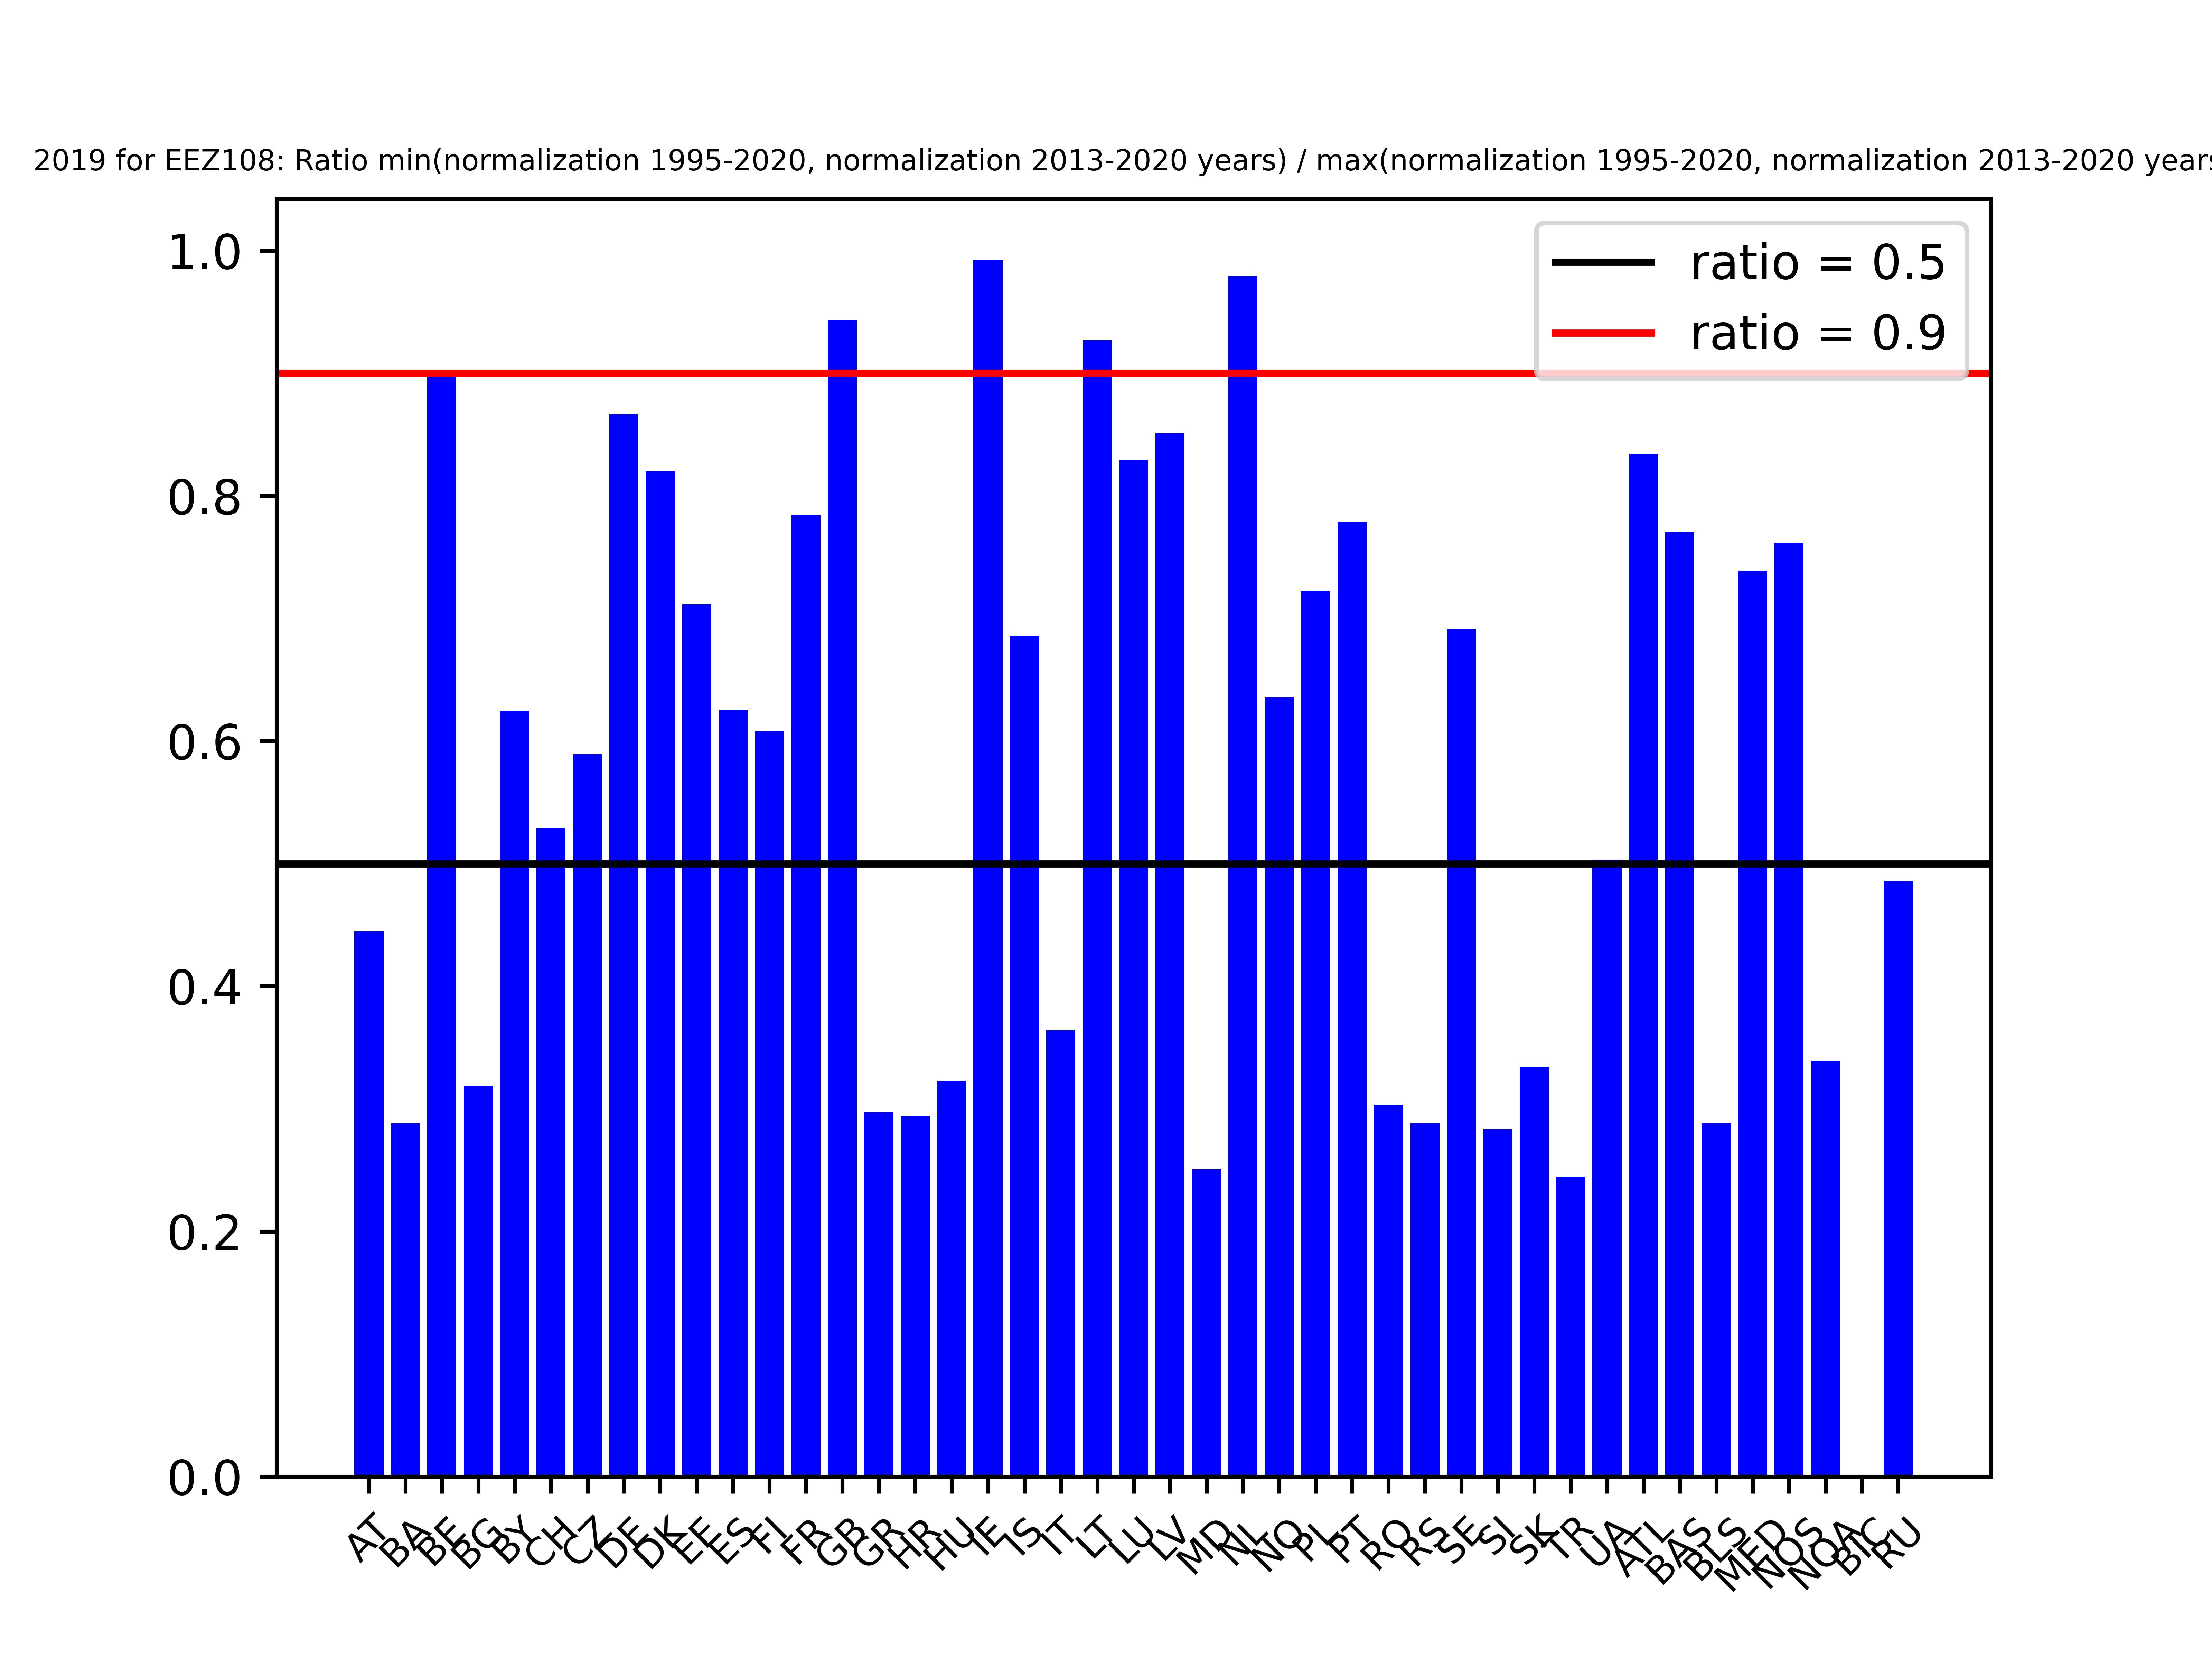 2019 for EEZ108: Ratio min(normalization 1995-2020, normalization 2013-2020 years) / max(normalization 1995-2020, normalization 2013-2020 years
ratio = 0.5
ratio = 0.9
1.0
0.8
0.6
0.4
0.2
0.0
AT
BA
BE
BG
BY
CH
CZ
DE
DK
EE
ES
FI
FR
GB
GR
HR
HU
IE
IS
IT
LT
LU
LV
MD
NL
NO
PL
PT
RO
RS
SE
SI
SK
TR
UA
ATL
BAS
BLS
MED
NOS
NOA
BIC
RU